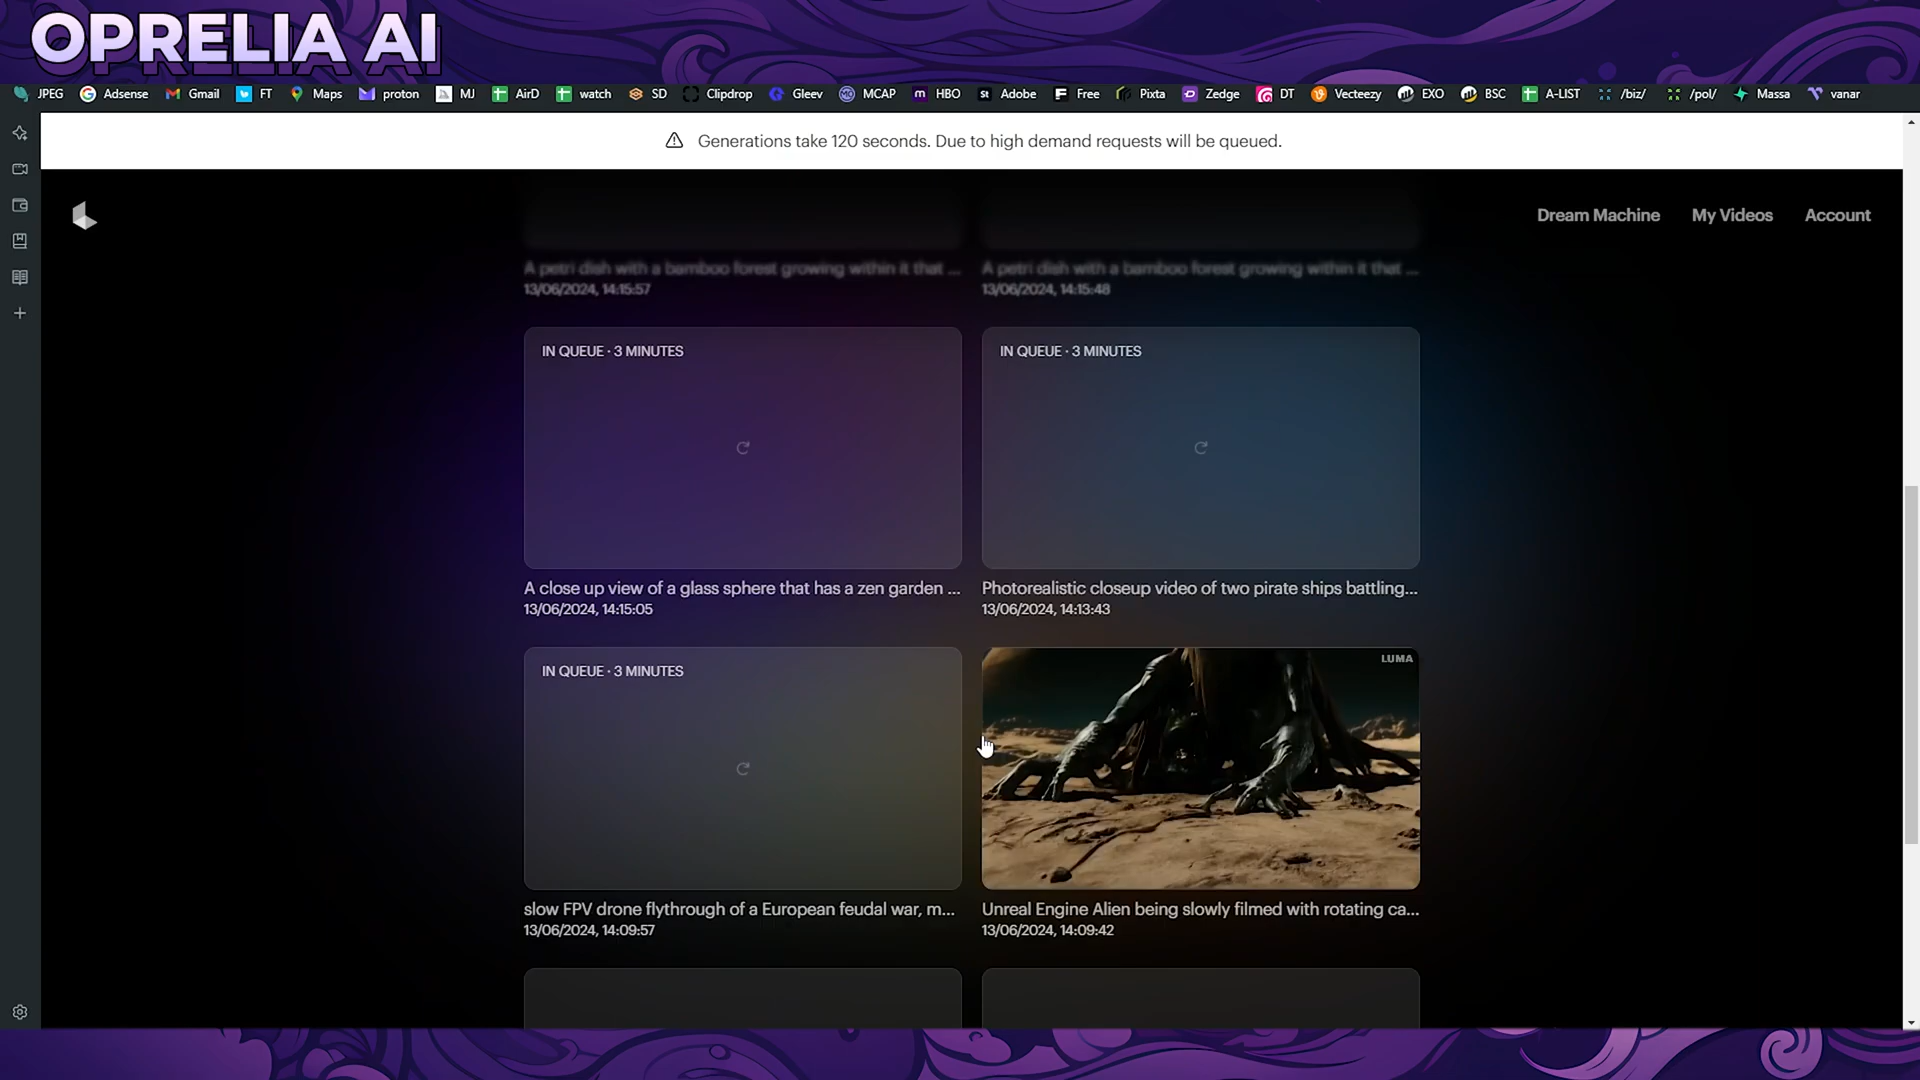 OPRELIA AI
JPEG Adsense Gmail FT Maps proton MJ AirD watch SD Clipdrop Gleev MCAP HBO Adobe Free Pixta Zedge DT Vecteezy EXO BSC A-LIST /biz/ /pol/ Massa vanar
Generations take 120 seconds. Due to high demand requests will be queued.
Dream Machine My Videos Account
A petri dish with a bamboo forest growing within it that ...
13/06/2024, 14:15:57
A petri dish with a bamboo forest growing within it that ...
13/06/2024, 14:15:48
IN QUEUE · 3 MINUTES
IN QUEUE · 3 MINUTES
A close up view of a glass sphere that has a zen garden ...
13/06/2024, 14:15:05
Photorealistic closeup video of two pirate ships battling...
13/06/2024, 14:13:43
IN QUEUE · 3 MINUTES
LUMA
slow FPV drone flythrough of a European feudal war, m...
13/06/2024, 14:09:57
Unreal Engine Alien being slowly filmed with rotating ca...
13/06/2024, 14:09:42